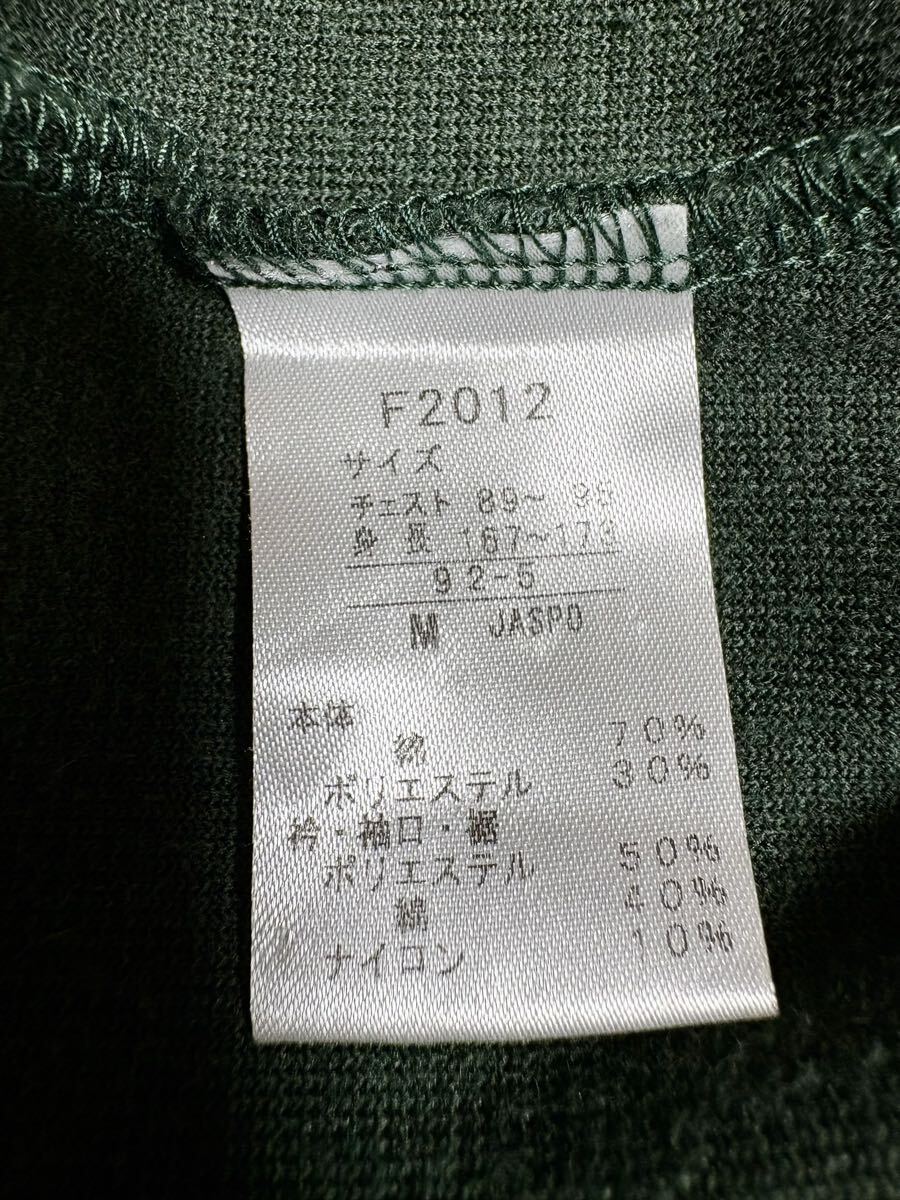 F2012
サイズ
チェスト 89～95
身長 167～173
92-5
M JASPO
本体
綿 70%
ポリエステル 30%
衿・袖口・裾
ポリエステル 50%
綿 40%
ナイロン 10%